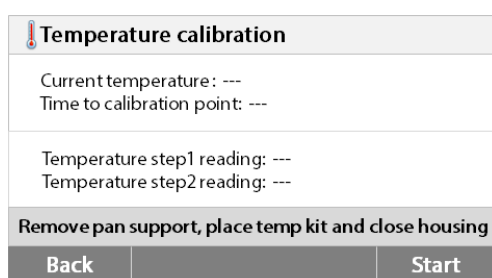 Temperature calibration
Current temperature: ---
Time to calibration point: ---
Temperature step1 reading: ---
Temperature step2 reading: ---
Remove pan support, place temp kit and close housing
Back
Start